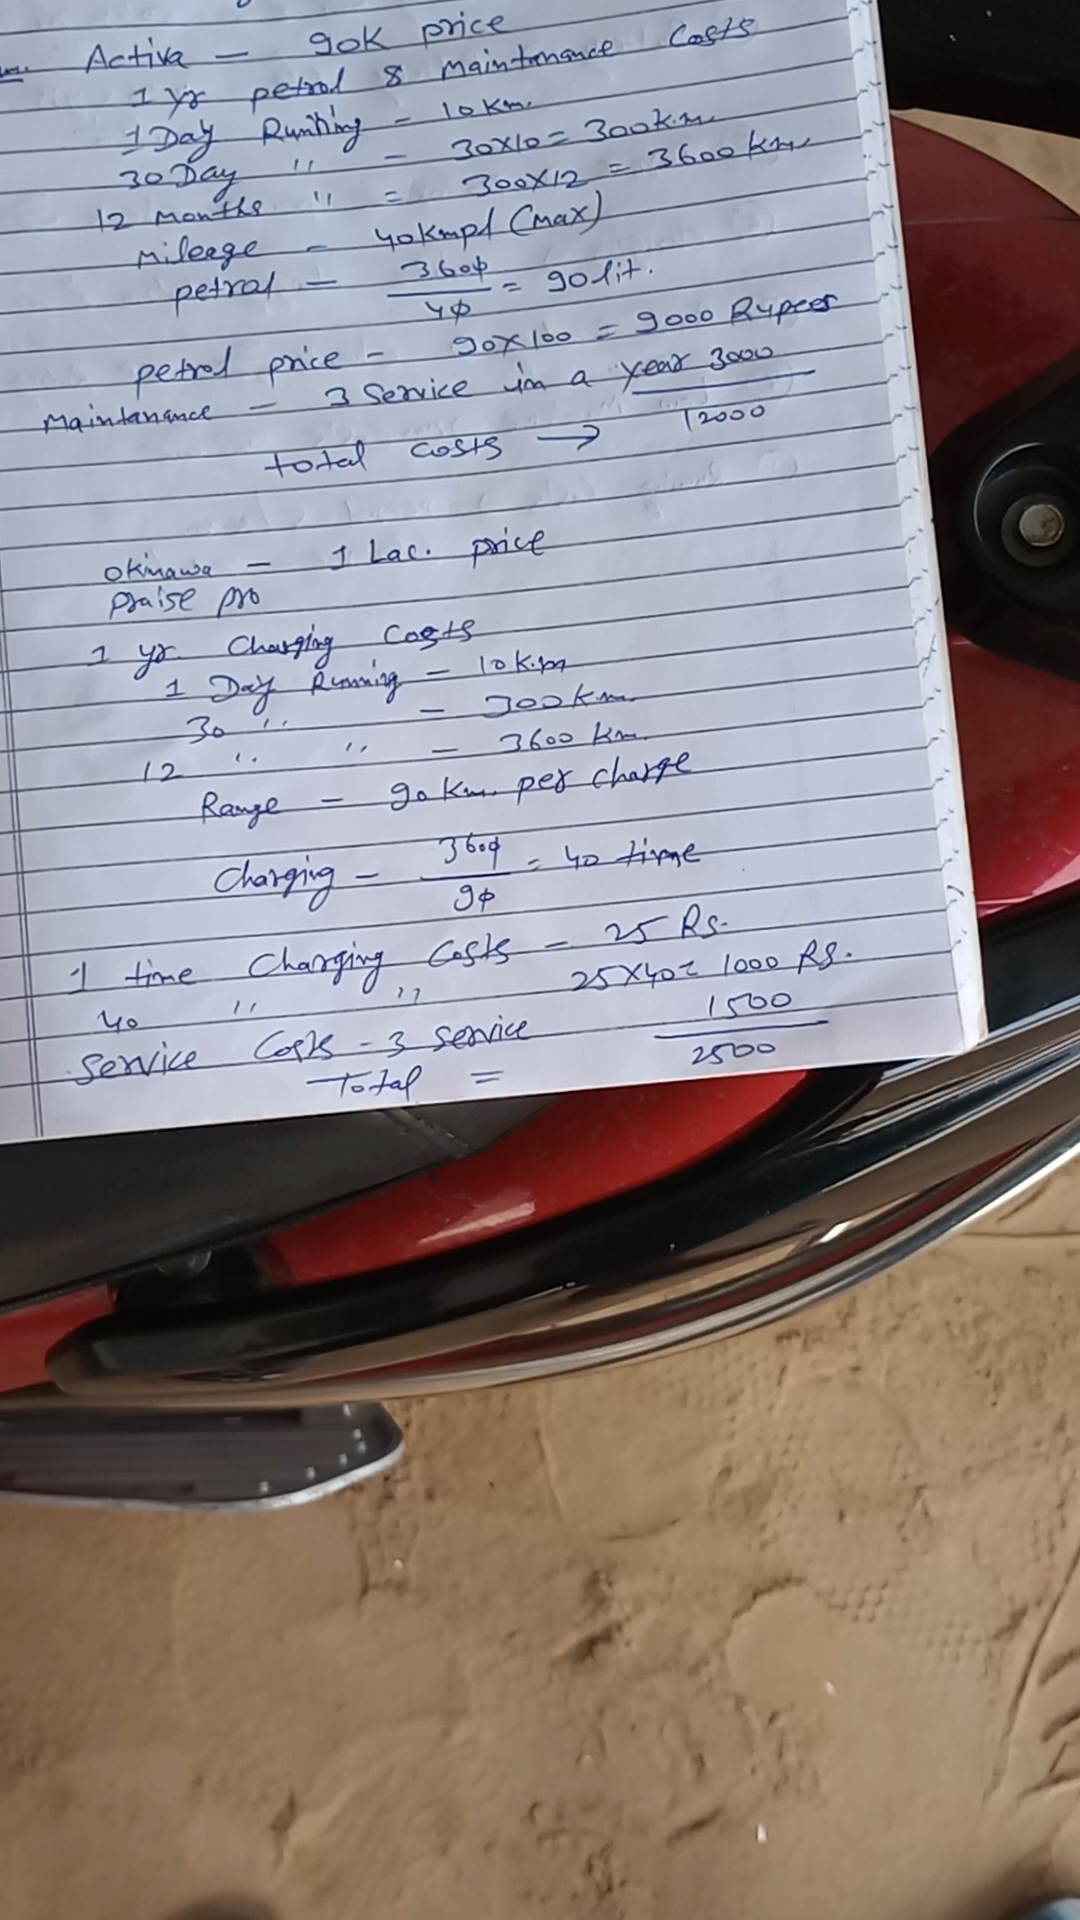 Activa — 90K price
1 yr petrol & Maintenance Costs
1 Day Running - 10 Km.
30 Day " - 30X10 = 300 k.m.
12 Months " = 300X12 = 3600 km.
Mileage - 40kmpl (Max)
petrol - 3600/40 = 90 lit.
petrol price - 90X100 = 9000 Rupees
Maintanance - 3 Service in a year 3000
total costs → 12000
Okinawa — 1 Lac. price
Praise pro
1 yr. Charging Costs
1 Day Running - 10 K.m
30 " - 300 km.
12 " " - 3600 km.
Range - 90 km. per charge
Charging - 3600/90 = 40 time
1 time Charging Costs - 25 Rs.
40 " " 25X40 = 1000 RS.
Service Costs - 3 service 1500
Total = 2500